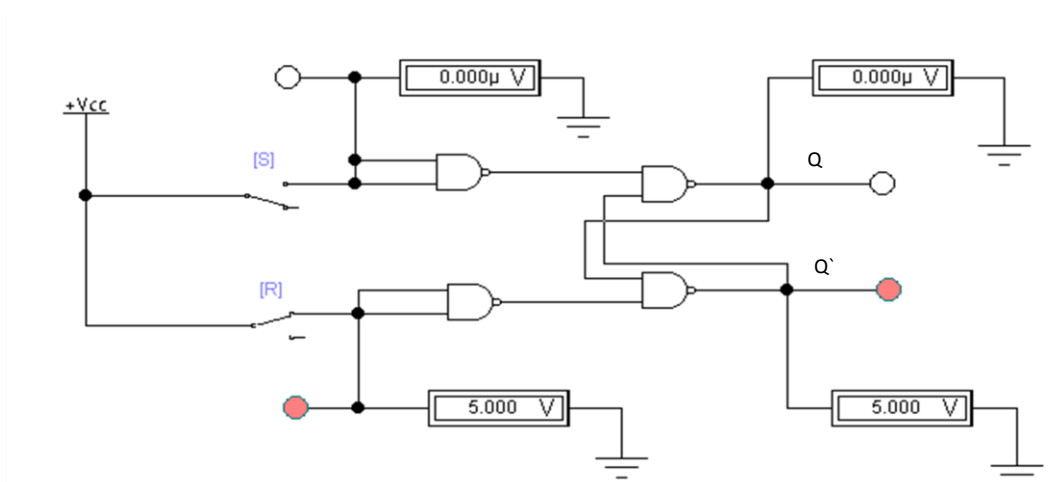 0.000µ V
0.000µ V
+Vcc
[S]
Q
Q`
[R]
5.000 V
5.000 V